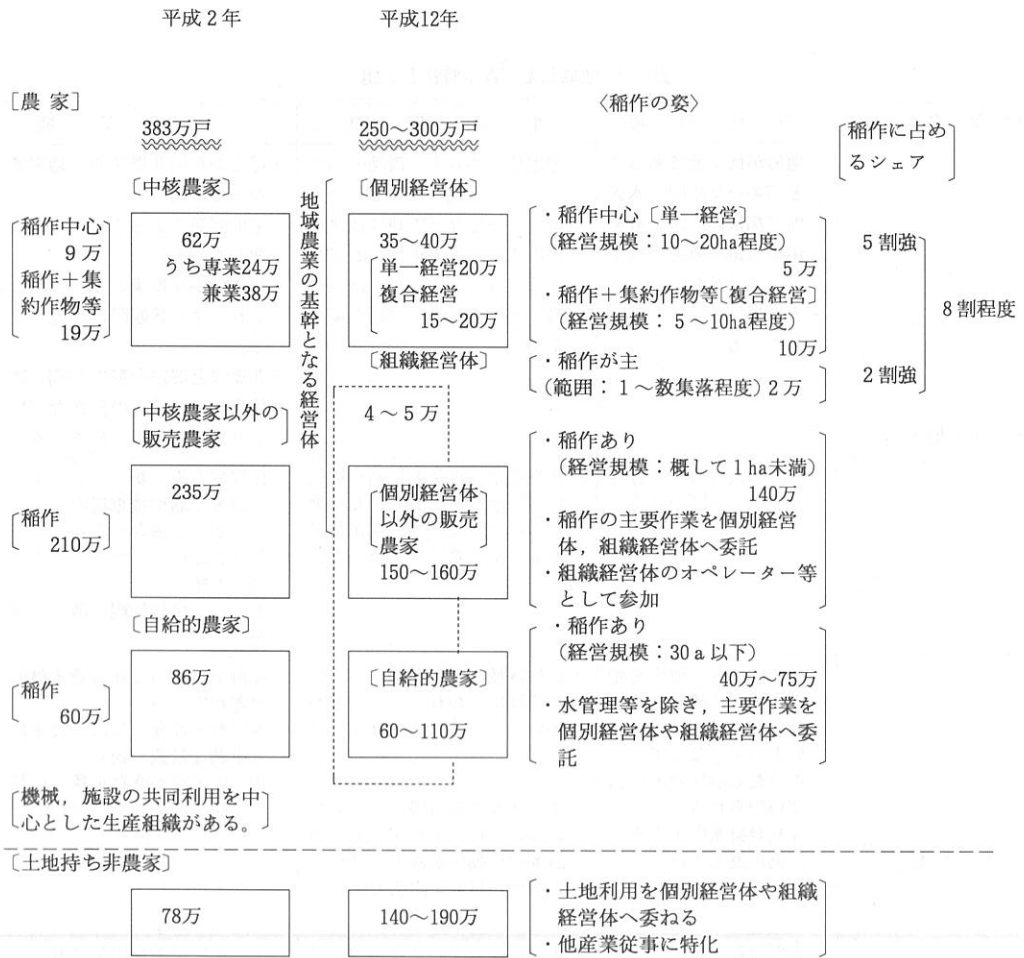 平成2年 平成12年
[農家] 〈稲作の姿〉
383万戸 250〜300万戸
稲作に占め
るシェア
〔中核農家〕 〔個別経営体〕
稲作中心
9万
稲作＋集
約作物等
19万
62万
うち専業24万
兼業38万
地域農業の基幹となる経営体
35〜40万
単一経営20万
複合経営
15〜20万
・稲作中心〔単一経営〕
（経営規模：10〜20ha程度）
5万
・稲作＋集約作物等〔複合経営〕
（経営規模：5〜10ha程度）
10万
5割強
8割程度
〔組織経営体〕
4〜5万
・稲作が主
（範囲：1〜数集落程度）2万
2割強
中核農家以外の
販売農家
稲作
210万
235万
個別経営体
以外の販売
農家
150〜160万
・稲作あり
（経営規模：概して1ha未満）
140万
・稲作の主要作業を個別経営
体，組織経営体へ委託
・組織経営体のオペレーター等
として参加
〔自給的農家〕
稲作
60万
86万
〔自給的農家〕
60〜110万
・稲作あり
（経営規模：30a以下）
40万〜75万
・水管理等を除き，主要作業を
個別経営体や組織経営体へ委
託
機械，施設の共同利用を中
心とした生産組織がある。
〔土地持ち非農家〕
78万
140〜190万
・土地利用を個別経営体や組織
経営体へ委ねる
・他産業従事に特化